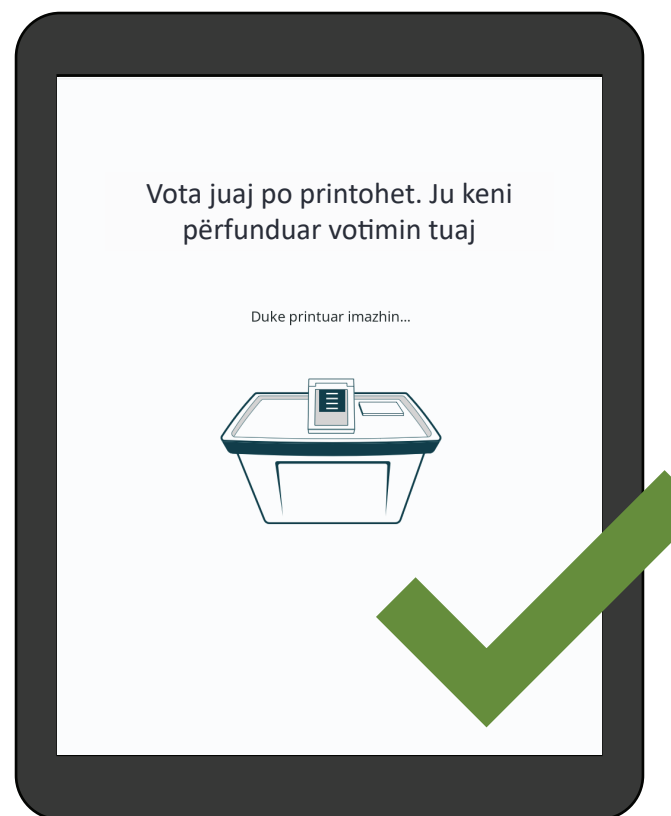 Vota juaj po printohet. Ju keni
përfunduar votimin tuaj
Duke printuar imazhin...